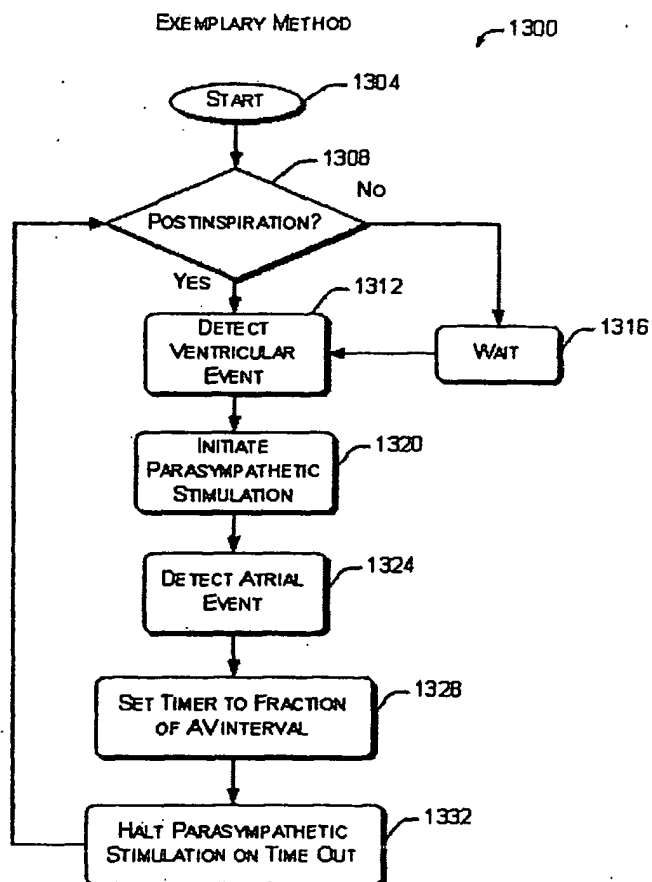 EXEMPLARY METHOD
1300
START
1304
1308
POSTINSPIRATION?
NO
YES
1312
DETECT
VENTRICULAR
EVENT
WAIT
1316
INITIATE
PARASYMPATHETIC
STIMULATION
1320
DETECT ATRIAL
EVENT
1324
SET TIMER TO FRACTION
OF AV INTERVAL
1328
HALT PARASYMPATHETIC
STIMULATION ON TIME OUT
1332